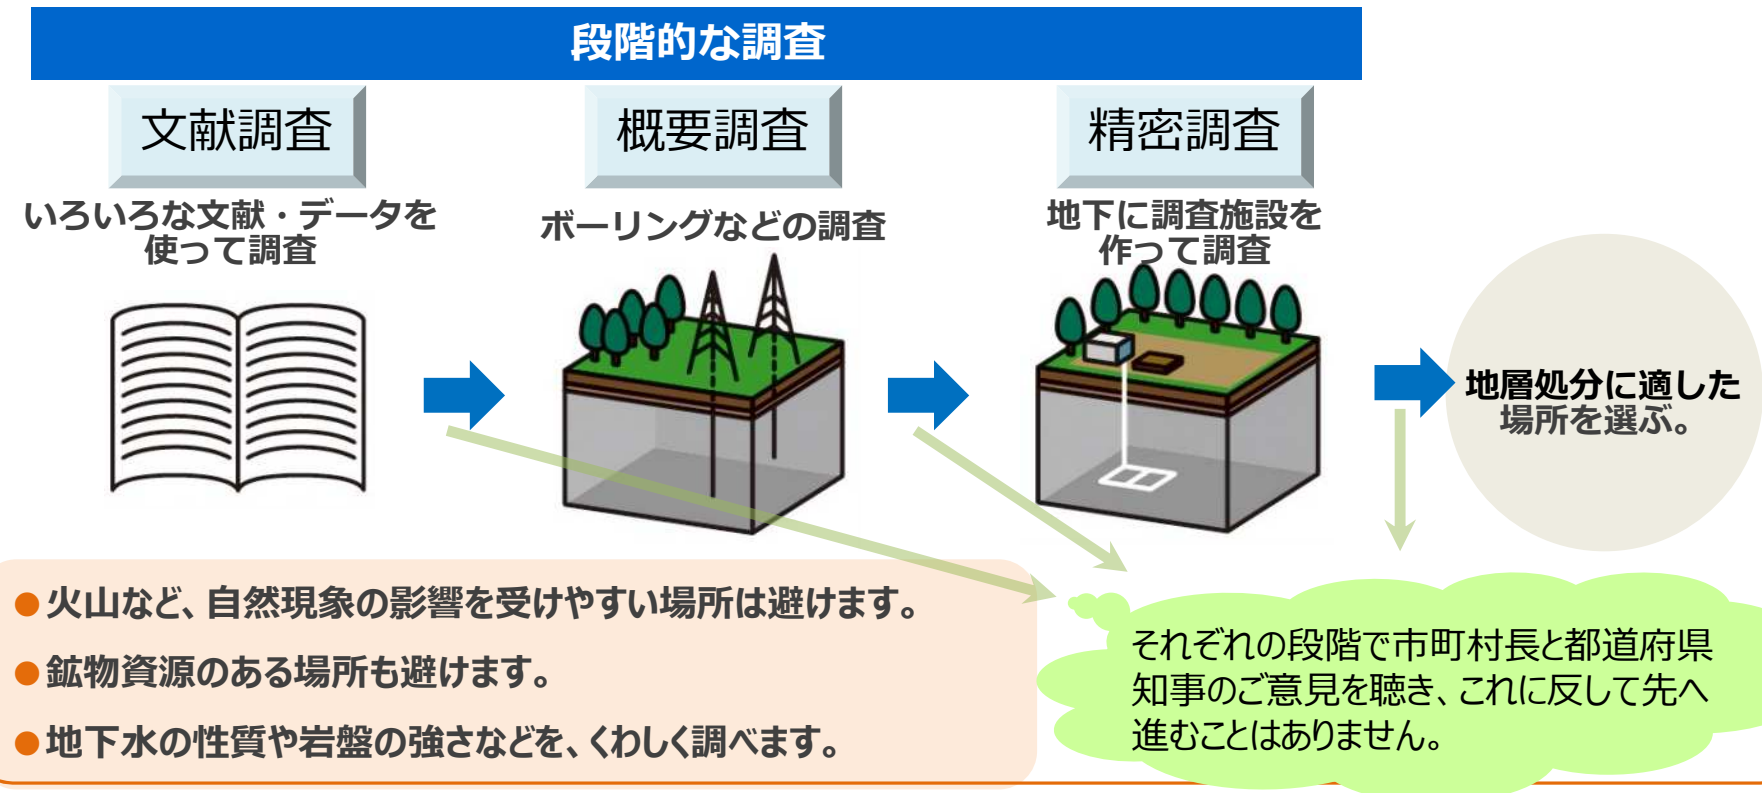 段階的な調査
文献調査
いろいろな文献・データを
使って調査
概要調査
ボーリングなどの調査
精密調査
地下に調査施設を
作って調査
地層処分に適した
場所を選ぶ。
●火山など、自然現象の影響を受けやすい場所は避けます。
●鉱物資源のある場所も避けます。
●地下水の性質や岩盤の強さなどを、くわしく調べます。
それぞれの段階で市町村長と都道府県
知事のご意見を聴き、これに反して先へ
進むことはありません。